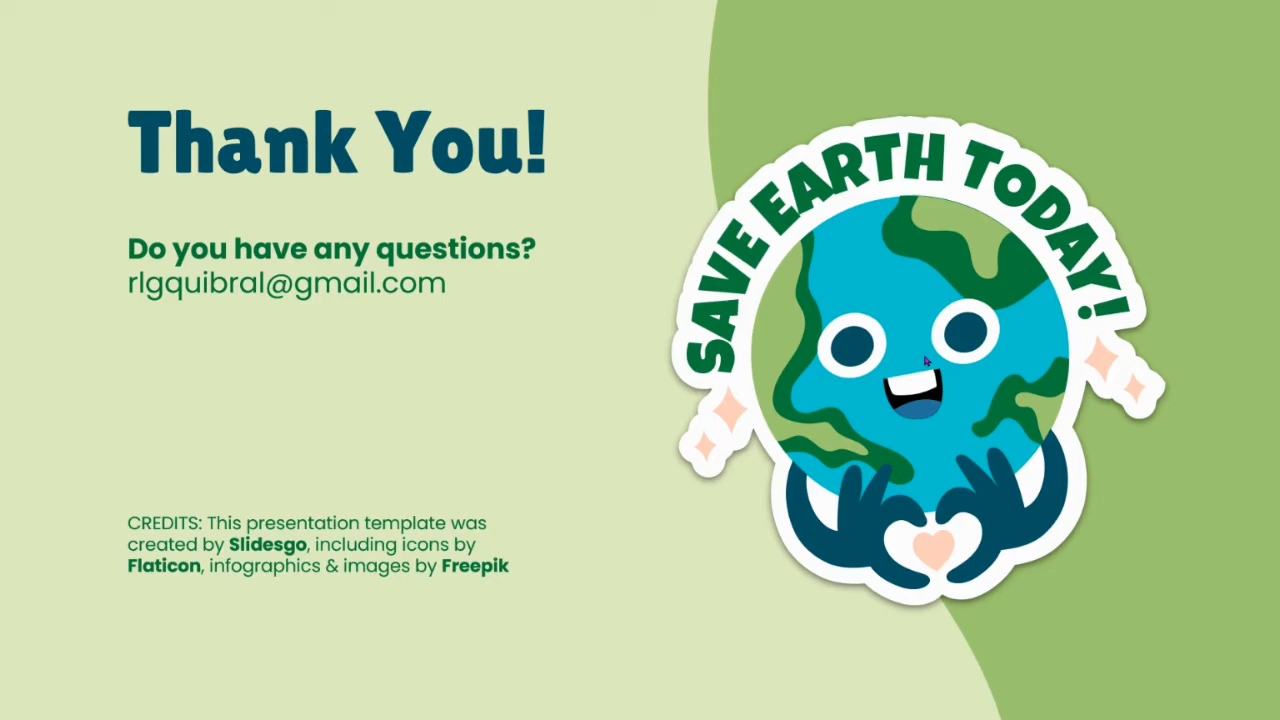 Thank You!
Do you have any questions?
rlgquibral@gmail.com
CREDITS: This presentation template was
created by Slidesgo, including icons by
Flaticon, infographics & images by Freepik
SAVE EARTH TODAY!